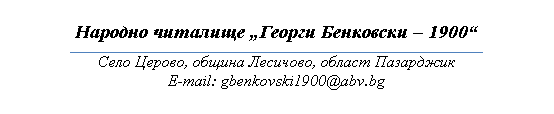 Народно читалище „Георги Бенковски – 1900“
Село Церово, община Лесичово, област Пазарджик
E-mail: gbenkovski1900@abv.bg